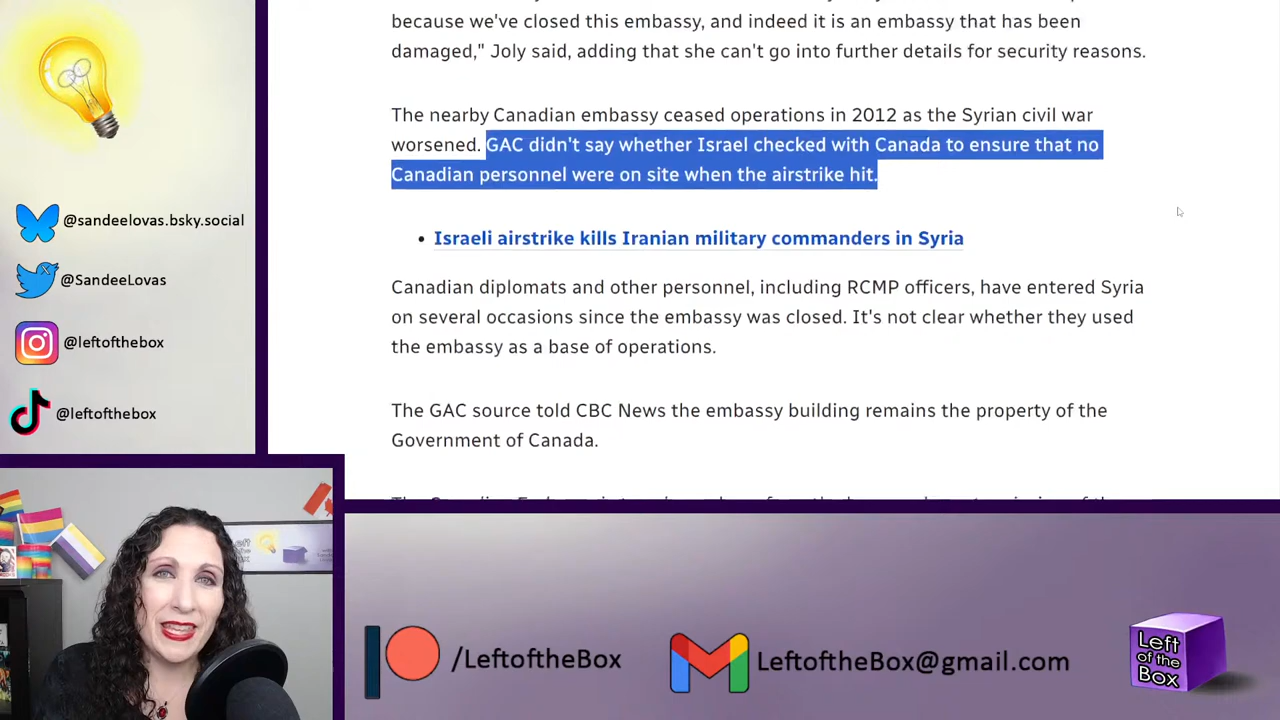 because we've closed this embassy, and indeed it is an embassy that has been
damaged," Joly said, adding that she can't go into further details for security reasons.
The nearby Canadian embassy ceased operations in 2012 as the Syrian civil war
worsened. GAC didn't say whether Israel checked with Canada to ensure that no
Canadian personnel were on site when the airstrike hit.
• Israeli airstrike kills Iranian military commanders in Syria
Canadian diplomats and other personnel, including RCMP officers, have entered Syria
on several occasions since the embassy was closed. It's not clear whether they used
the embassy as a base of operations.
The GAC source told CBC News the embassy building remains the property of the
Government of Canada.
@sandeelovas.bsky.social
@SandeeLovas
@leftofthebox
@leftofthebox
Left
of the
Box
/LeftoftheBox
LeftoftheBox@gmail.com
Left
of the
Box